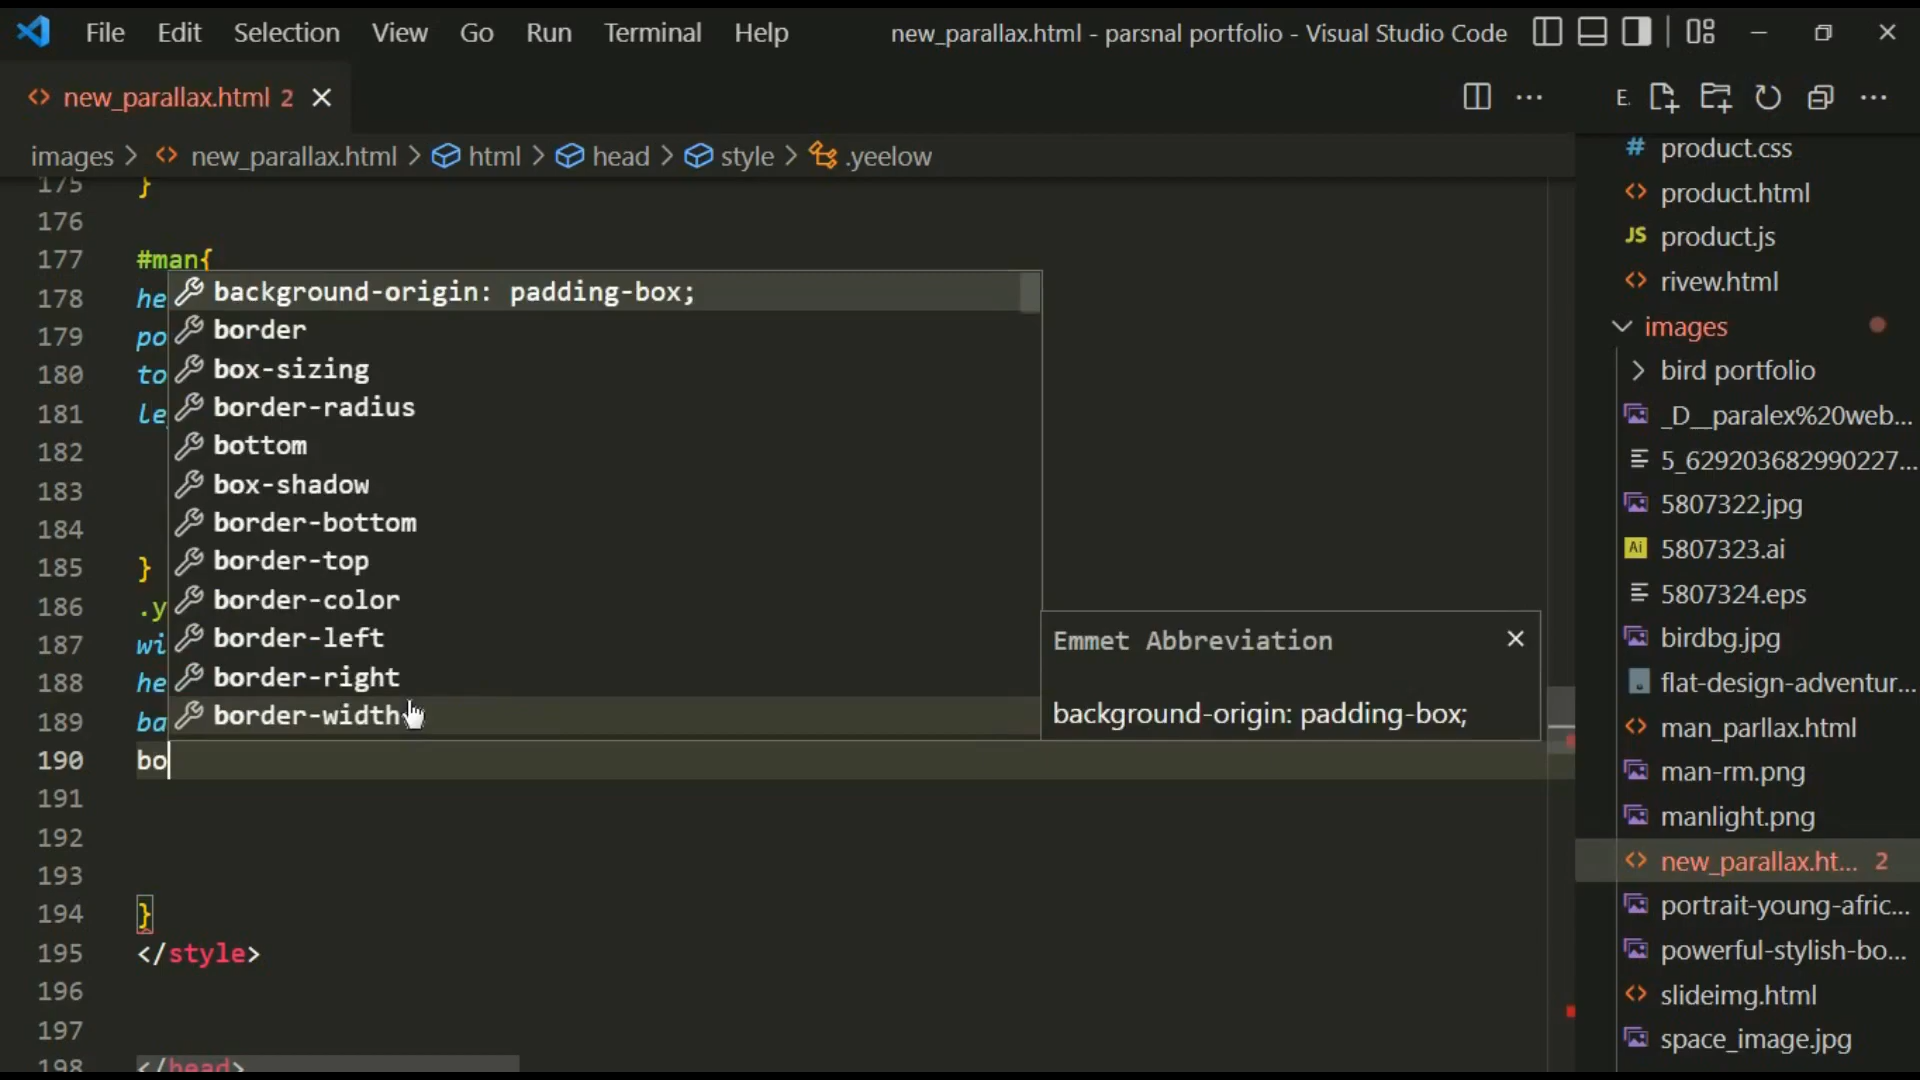 File Edit Selection View Go Run Terminal Help new_parallax.html - parsnal portfolio - Visual Studio Code
new_parallax.html 2
E.
images > new_parallax.html > html > head > style > .yeelow
175 }
176
177 #man{
178 he
179 po
180 to
181 le
182
183
184
185 }
186 .y
187 wi
188 he
189 ba
190 bo
191
192
193
194 }
195 </style>
196
197
198 </head>
background-origin: padding-box;
border
box-sizing
border-radius
bottom
box-shadow
border-bottom
border-top
border-color
border-left
border-right
border-width
Emmet Abbreviation
background-origin: padding-box;
# product.css
product.html
JS product.js
rivew.html
images
bird portfolio
_D__paralex%20web...
5_629203682990227...
5807322.jpg
Ai 5807323.ai
5807324.eps
birdbg.jpg
flat-design-adventur...
man_parllax.html
man-rm.png
manlight.png
new_parallax.ht... 2
portrait-young-afric...
powerful-stylish-bo...
slideimg.html
space_image.jpg